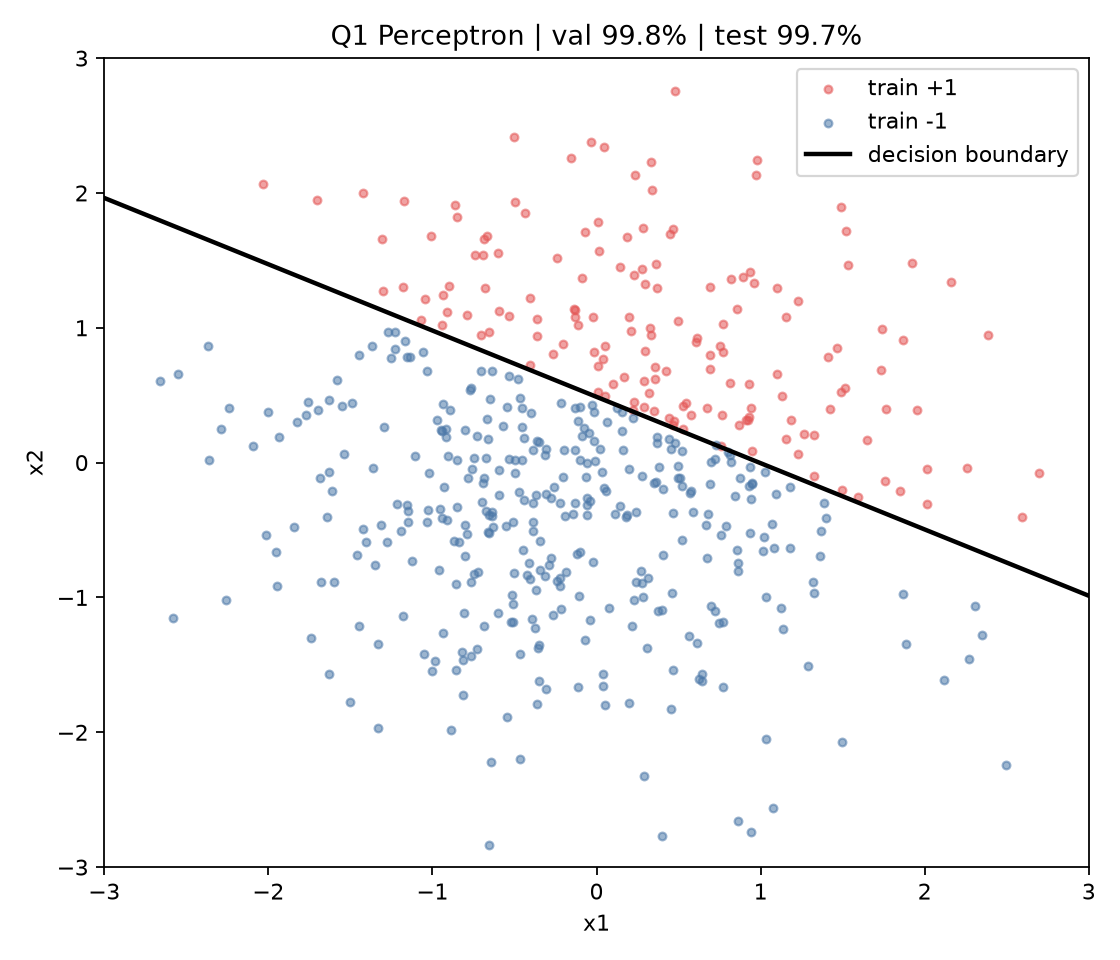 Q1 Perceptron | val 99.8% | test 99.7%
train +1
train -1
decision boundary
3
2
1
0
−1
−2
−3
x2
−3
−2
−1
0
1
2
3
x1